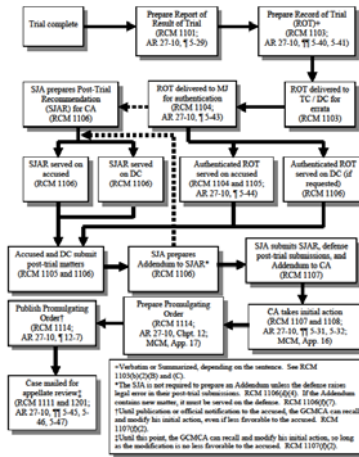 Trial complete
Prepare Report of
Result of Trial
(RCM 1101;
AR 27-10, ¶ 5-29)
Prepare Record of Trial
(ROT)+
(RCM 1103;
AR 27-10, ¶¶ 5-40, 5-41)
SJA prepares
Post-Trial
Recommendation
(SJAR) for CA
(RCM 1106)
ROT delivered to MJ
for authentication
(RCM 1104;
AR 27-10, ¶ 5-43)
ROT delivered to
TC / DC for
errata
(RCM 1103)
SJAR served on
accused
(RCM 1106)
SJAR served
on DC
(RCM 1106)
Authenticated ROT
served on accused
(RCM 1104 and 1105;
AR 27-10, ¶ 5-44)
Authenticated ROT
served on DC (if
requested)
(RCM 1106)
Accused and DC submit
post-trial matters
(RCM 1105 and 1106)
SJA prepares
Addendum to SJAR*
(RCM 1106)
SJA submits SJAR, defense
post-trial submissions, and
Addendum to CA
(RCM 1107)
Publish Promulgating
Order†
(RCM 1114;
AR 27-10, ¶ 12-7)
Prepare Promulgating
Order
(RCM 1114;
AR 27-10, Chpt. 12;
MCM, App. 17)
CA takes initial action
(RCM 1107 and 1108;
AR 27-10, ¶¶ 5-31, 5-32;
MCM, App. 16)
Case mailed for
appellate review‡
(RCM 1111 and 1201;
AR 27-10, ¶¶ 5-45, 5-
46, 5-47)
+Verbatim or Summarized, depending on the sentence. See RCM
1103(b)(2)(B) and (C).
*The SJA is not required to prepare an Addendum unless the defense raises
legal error in their post-trial submissions. RCM 1106(d)(4). If the Addendum
contains new matter, it must be served on the defense. RCM 1106(f)(7).
†Until publication or official notification to the accused, the GCMCA can recall
and modify his initial action, even if less favorable to the accused. RCM
1107(f)(2).
‡Until this point, the GCMCA can recall and modify his initial action, so long
as the modification is no less favorable to the accused. RCM
1107(f)(2).